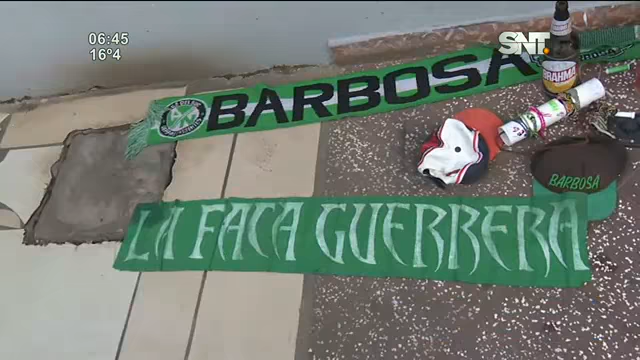 06:45
16°4
SNT
BARBOSA
BRAHMA
BARBOSA
LA FACA GUERRERA